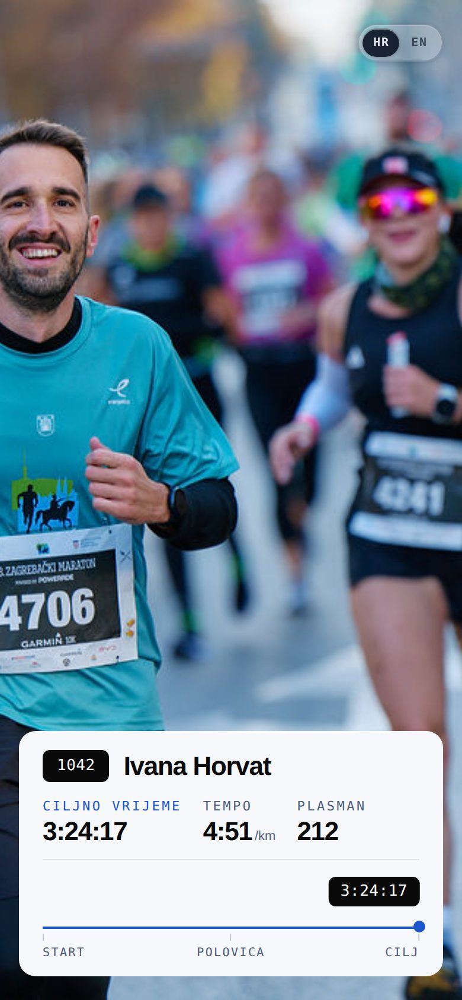 HR EN
ZAGREBAČKI MARATON
POWERADE
4706
GARMIN 10K
4241
1042 Ivana Horvat
CILJNO VRIJEME TEMPO PLASMAN
3:24:17 4:51 /km 212
3:24:17
START POLOVICA CILJ